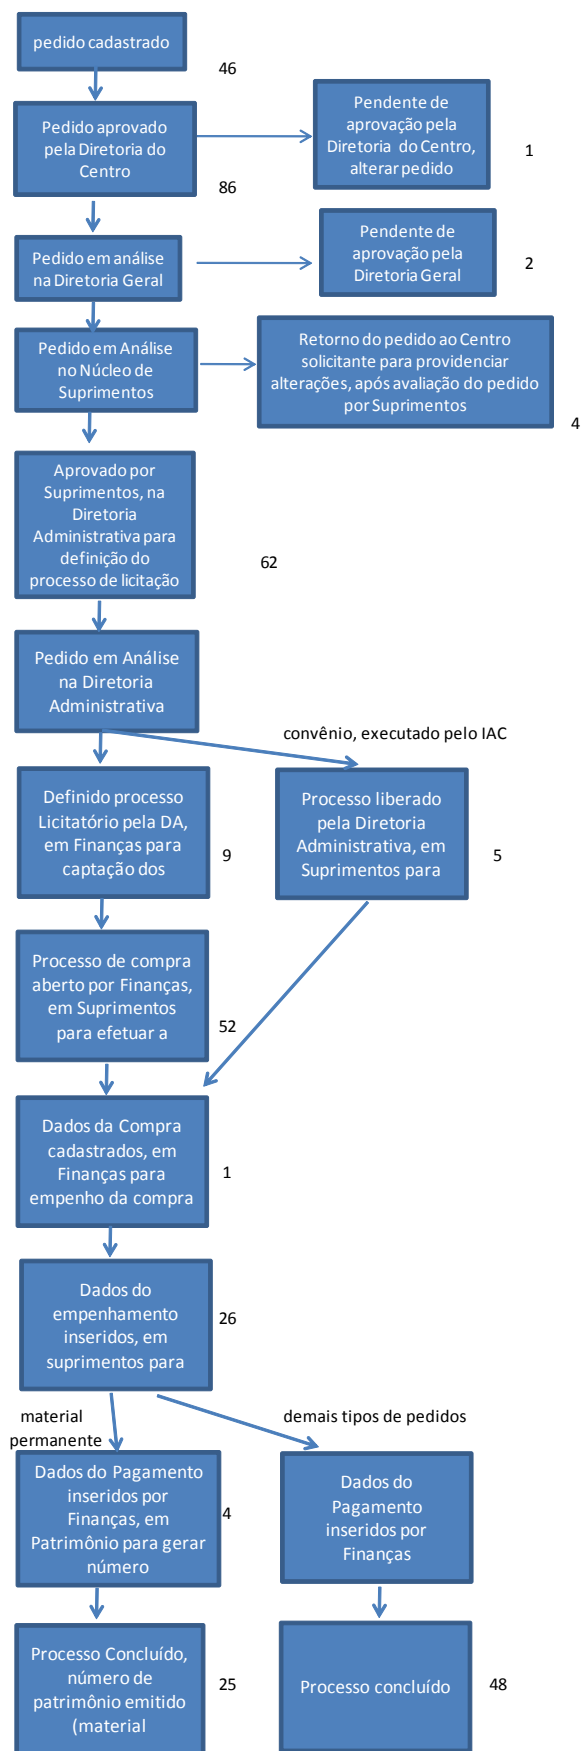 pedido cadastrado
46
Pedido aprovado
pela Diretoria do
Centro
86
Pendente de
aprovação pela
Diretoria do Centro,
alterar pedido
1
Pedido em análise
na Diretoria Geral
Pendente de
aprovação pela
Diretoria Geral
2
Pedido em Análise
no Núcleo de
Suprimentos
Retorno do pedido ao Centro
solicitante para providenciar
alterações, após avaliação do pedido
por Suprimentos
4
Aprovado por
Suprimentos, na
Diretoria
Administrativa para
definição do
processo de licitação
62
Pedido em Análise
na Diretoria
Administrativa
convênio, executado pelo IAC
Definido processo
Licitatório pela DA,
em Finanças para
captação dos
9
Processo liberado
pela Diretoria
Administrativa, em
Suprimentos para
5
Processo de compra
aberto por Finanças,
em Suprimentos
para efetuar a
52
Dados da Compra
cadastrados, em
Finanças para
empenho da compra
1
Dados do
empenhamento
inseridos, em
suprimentos para
26
material
permanente
demais tipos de pedidos
Dados do Pagamento
inseridos por
Finanças, em
Patrimônio para gerar
número
4
Dados do
Pagamento
inseridos por
Finanças
Processo Concluído,
número de
patrimônio emitido
(material
25
Processo concluído
48